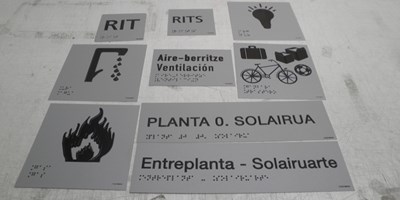 RIT
RITS
Aire-berritze
Ventilación
PLANTA 0. SOLAIRUA
Entreplanta - Solairuarte